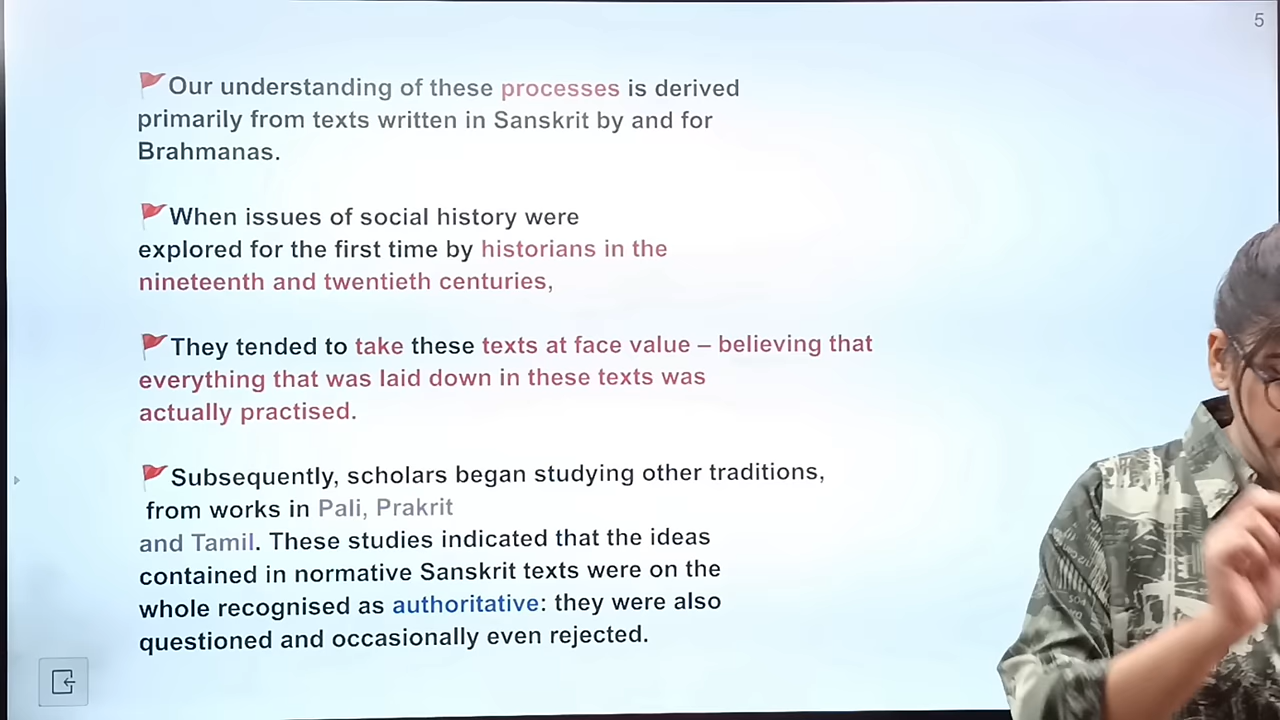 5
Our understanding of these processes is derived
primarily from texts written in Sanskrit by and for
Brahmanas.
When issues of social history were
explored for the first time by historians in the
nineteenth and twentieth centuries,
They tended to take these texts at face value – believing that
everything that was laid down in these texts was
actually practised.
Subsequently, scholars began studying other traditions,
from works in Pali, Prakrit
and Tamil. These studies indicated that the ideas
contained in normative Sanskrit texts were on the
whole recognised as authoritative: they were also
questioned and occasionally even rejected.